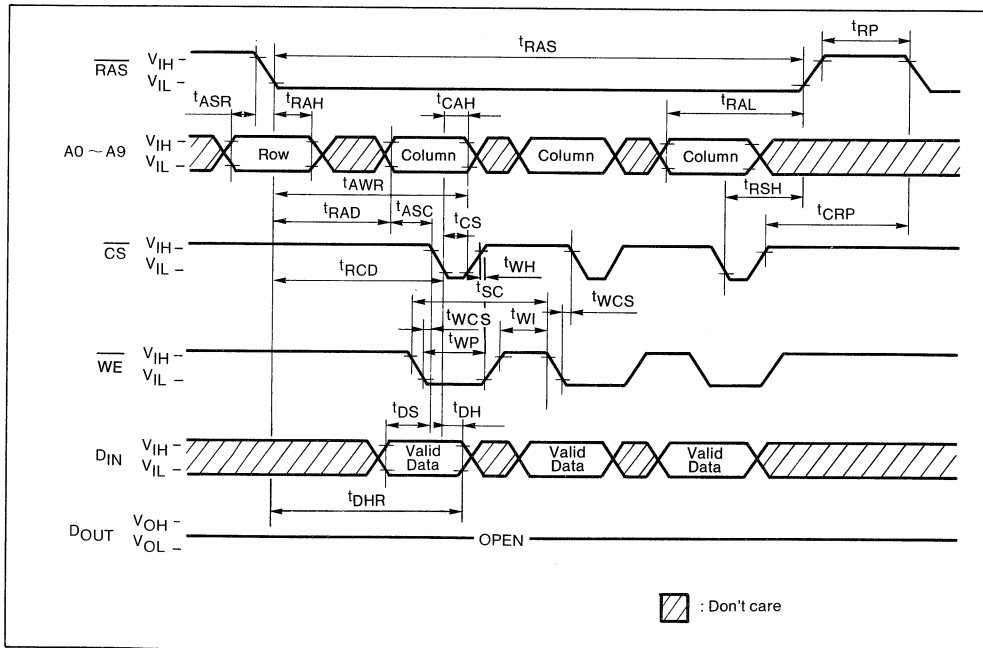 tRP
tRAS
RAS VIH
VIL
tASR tRAH tCAH tRAL
A0 ~ A9 VIH
VIL
Row Column Column Column
tAWR tRSH
tRAD tASC tCS tCRP
CS VIH
VIL
tRCD tWH
tSC tWCS
tWCS tWI
tWP
WE VIH
VIL
tDS tDH
DIN VIH
VIL
Valid Data Valid Data Valid Data
tDHR
DOUT VOH
VOL
OPEN
: Don't care